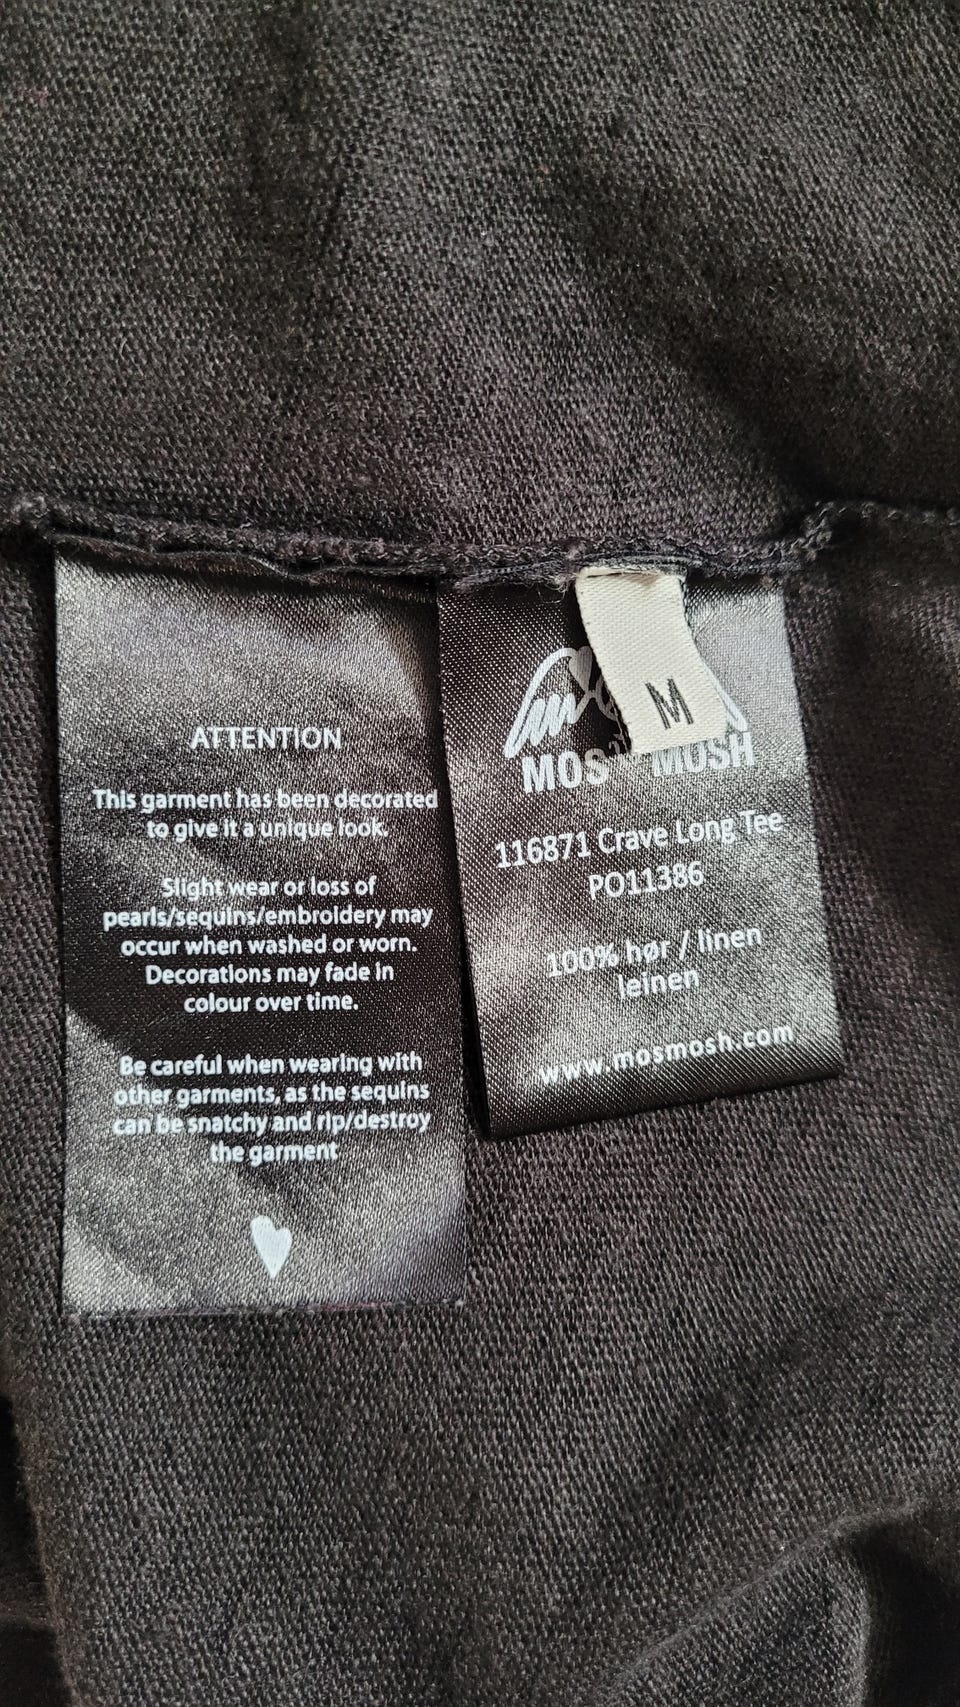 ATTENTION
This garment has been decorated
to give it a unique look.
Slight wear or loss of
pearls/sequins/embroidery may
occur when washed or worn.
Decorations may fade in
colour over time.
Be careful when wearing with
other garments, as the sequins
can be snatchy and rip/destroy
the garment
M
MOS MOSH
116871 Crave Long Tee
PO11386
100% hør / linen
leinen
www.mosmosh.com